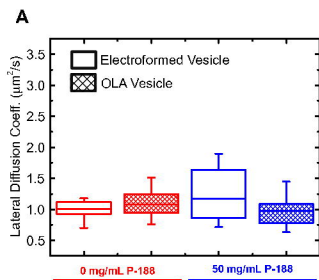 A
Lateral Diffusion Coeff. (μm²/s)
3.5
3.0
2.5
2.0
1.5
1.0
0.5
Electroformed Vesicle
OLA Vesicle
0 mg/mL P-188
50 mg/mL P-188